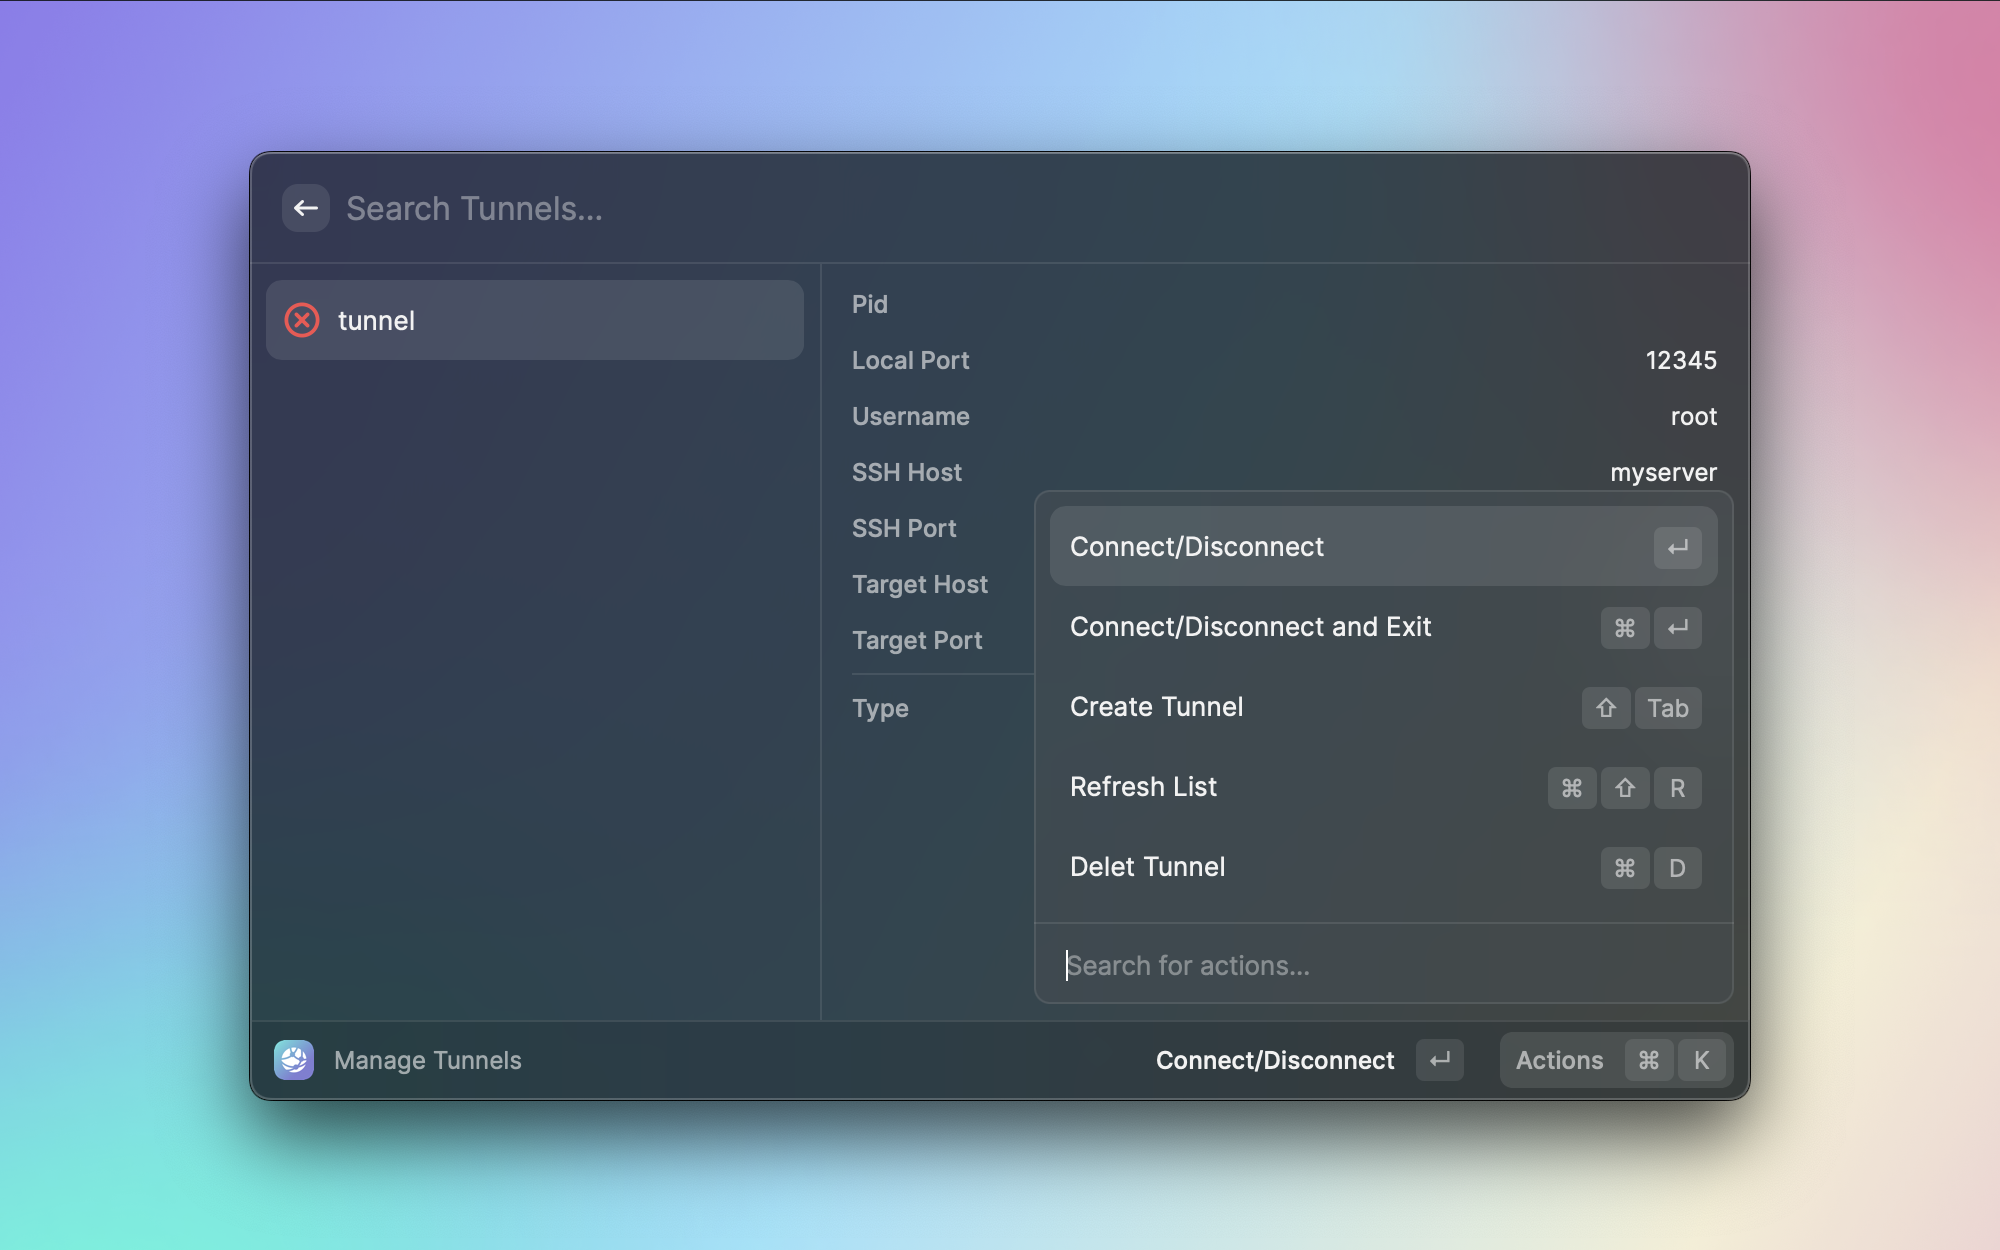 Search Tunnels...
tunnel
Pid
Local Port 12345
Username root
SSH Host myserver
SSH Port
Target Host
Target Port
Type
Connect/Disconnect ↵
Connect/Disconnect and Exit ⌘ ↵
Create Tunnel ⇧ Tab
Refresh List ⌘ ⇧ R
Delet Tunnel ⌘ D
Search for actions...
Manage Tunnels
Connect/Disconnect ↵
Actions ⌘ K